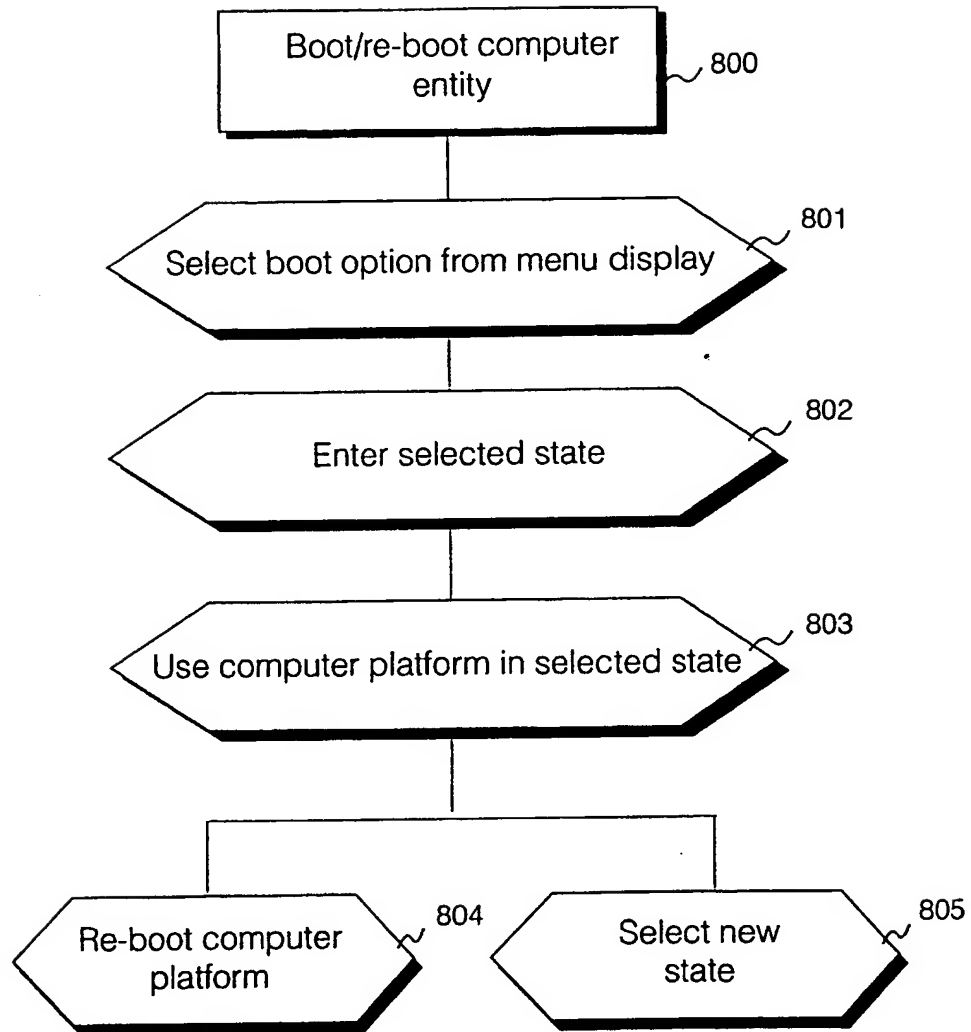 Boot/re-boot computer
entity
800
801
Select boot option from menu display
802
Enter selected state
803
Use computer platform in selected state
804
Re-boot computer
platform
805
Select new
state